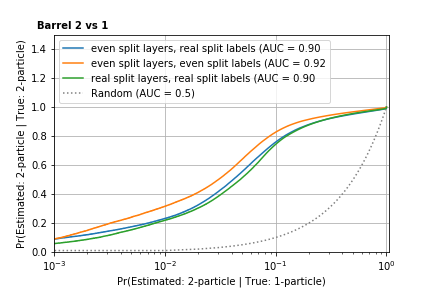 Barrel 2 vs 1
even split layers, real split labels (AUC = 0.90
even split layers, even split labels (AUC = 0.92
real split layers, real split labels (AUC = 0.90
Random (AUC = 0.5)
Pr(Estimated: 2-particle | True: 2-particle)
1.4
1.2
1.0
0.8
0.6
0.4
0.2
0.0
10⁻³
10⁻²
10⁻¹
10⁰
Pr(Estimated: 2-particle | True: 1-particle)